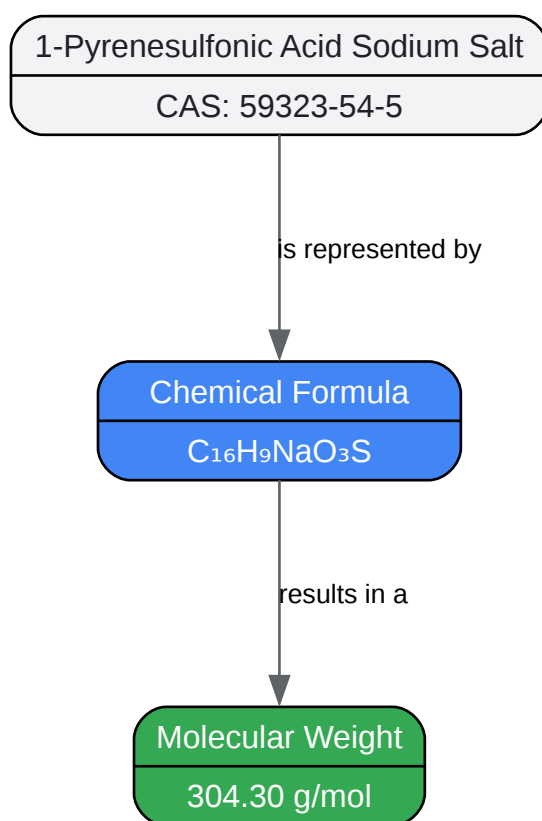 1-Pyrenesulfonic Acid Sodium Salt
CAS: 59323-54-5
is represented by
Chemical Formula
C₁₆H₉NaO₃S
results in a
Molecular Weight
304.30 g/mol